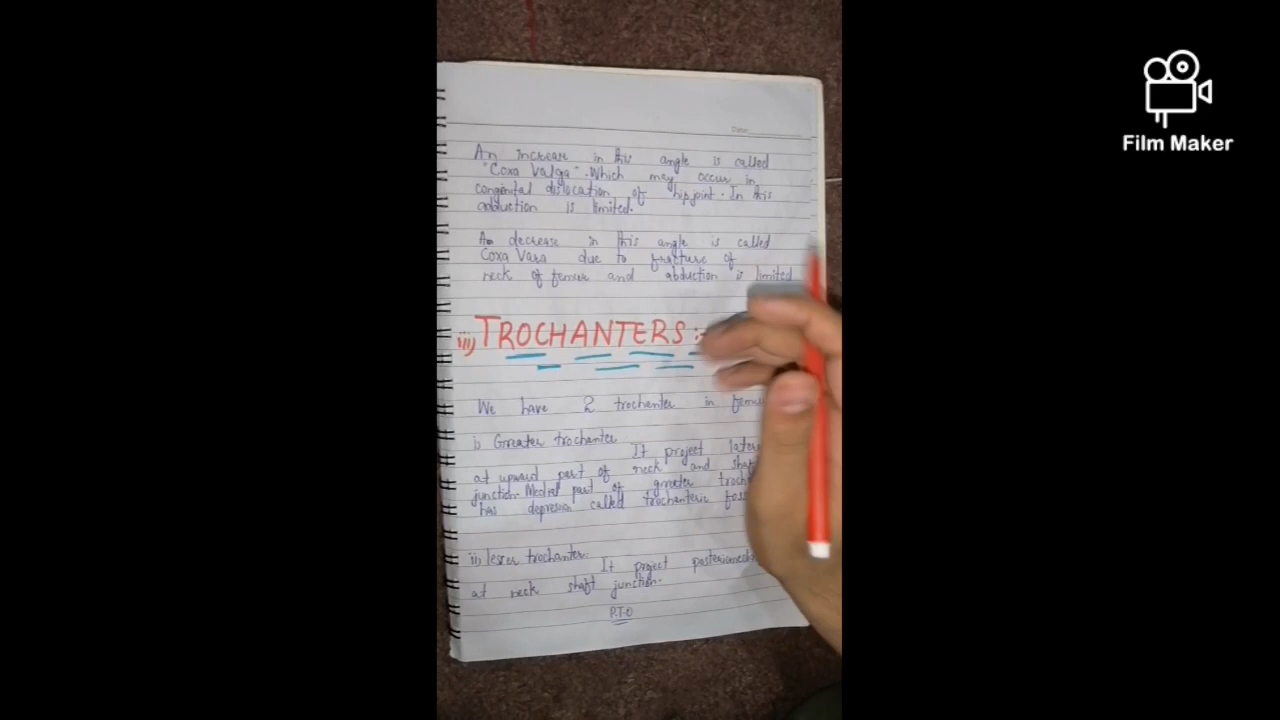 Date:
An increase in this angle is called
"Coxa Valga". Which may occur in
congenital dislocation of hip joint. In this
adduction is limited.
A decrease in this angle is called
Coxa Vara due to fracture of
neck of femur and abduction is limited
iii, TROCHANTERS :-
We have 2 trochanter in femur
i) Greater trochanter
It project
at upward part of neck and
junction. Medial part of greater
has called trochanteric
ii) lesser trochanter.
It project
at neck shaft junction.
P.T.O
Film Maker